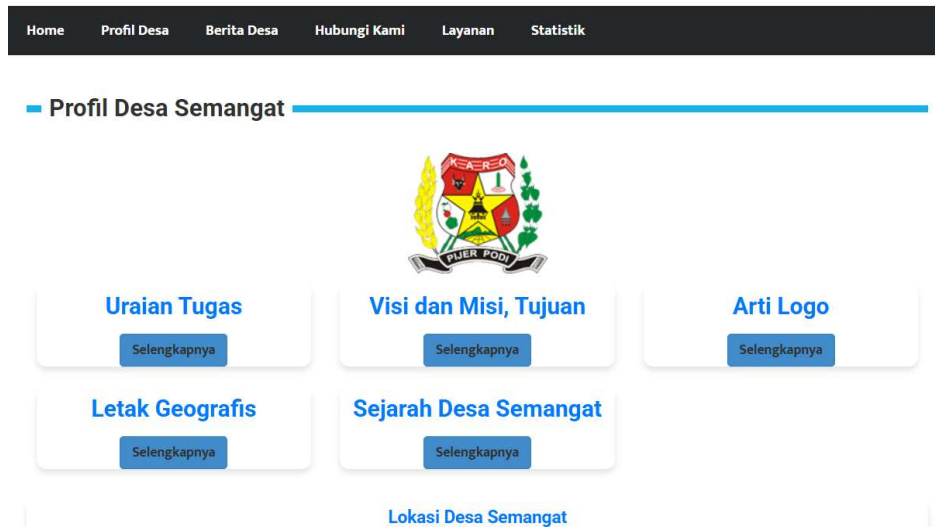 Home Profil Desa Berita Desa Hubungi Kami Layanan Statistik
Profil Desa Semangat
KARO
PIJER PODI
Uraian Tugas Visi dan Misi, Tujuan Arti Logo
Selengkapnya Selengkapnya Selengkapnya
Letak Geografis Sejarah Desa Semangat
Selengkapnya Selengkapnya
Lokasi Desa Semangat